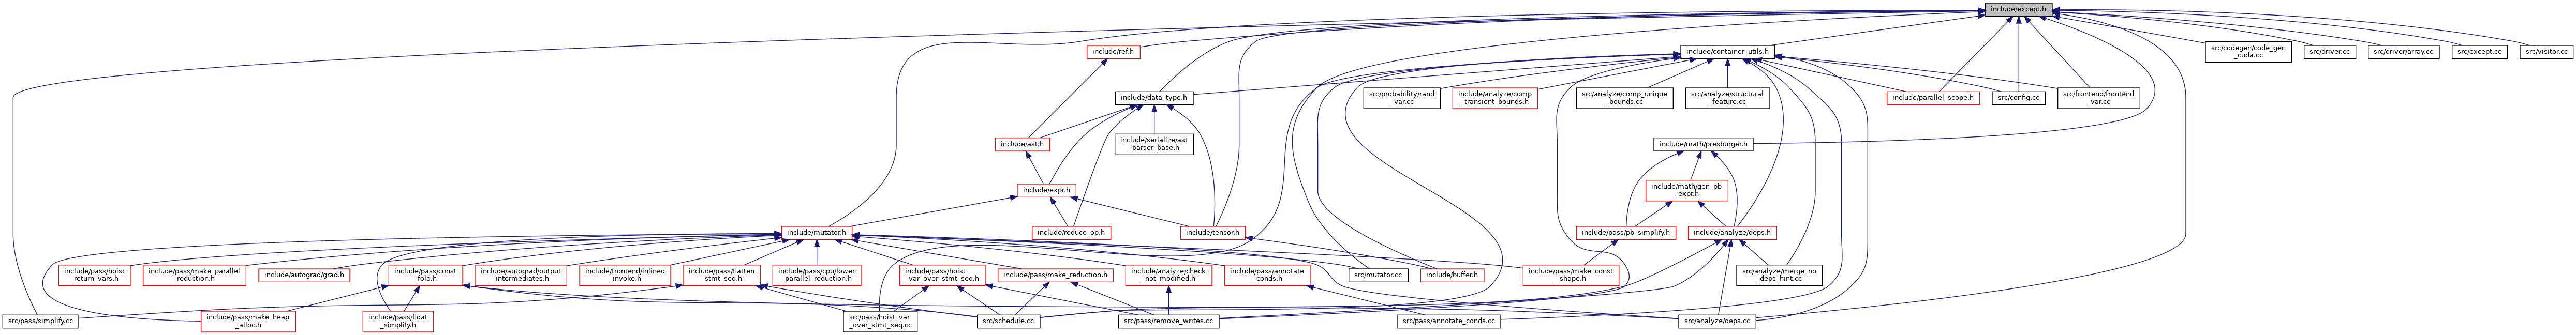 include/except.h
include/ref.h
include/container_utils.h
src/codegen/code_gen
_cuda.cc
src/driver.cc
src/driver/array.cc
src/except.cc
src/visitor.cc
include/data_type.h
src/probability/rand
_var.cc
include/analyze/comp
_transient_bounds.h
src/analyze/comp_unique
_bounds.cc
src/analyze/structural
_feature.cc
include/parallel_scope.h
src/config.cc
src/frontend/frontend
_var.cc
include/ast.h
include/serialize/ast
_parser_base.h
include/math/presburger.h
include/expr.h
include/math/gen_pb
_expr.h
include/mutator.h
include/reduce_op.h
include/tensor.h
include/pass/pb_simplify.h
include/analyze/deps.h
include/pass/hoist
_return_vars.h
include/pass/make_parallel
_reduction.h
include/autograd/grad.h
include/pass/const
_fold.h
include/autograd/output
_intermediates.h
include/frontend/inlined
_invoke.h
include/pass/flatten
_stmt_seq.h
include/pass/cpu/lower
_parallel_reduction.h
include/pass/hoist
_var_over_stmt_seq.h
include/pass/make_reduction.h
include/analyze/check
_not_modified.h
include/pass/annotate
_conds.h
src/mutator.cc
include/buffer.h
include/pass/make_const
_shape.h
src/analyze/merge_no
_deps_hint.cc
src/pass/simplify.cc
include/pass/make_heap
_alloc.h
include/pass/float
_simplify.h
src/pass/hoist_var
_over_stmt_seq.cc
src/schedule.cc
src/pass/remove_writes.cc
src/pass/annotate_conds.cc
src/analyze/deps.cc